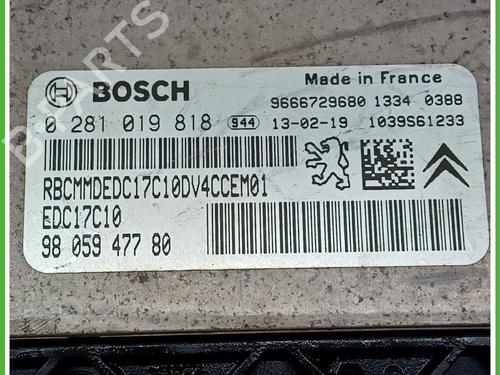 B-PARTS
BOSCH
Made in France
9666729680 1334 0388
0 281 019 818 944 13-02-19 1039S61233
RBCMMDEDC17C10DV4CCEM01
EDC17C10
98 059 477 80